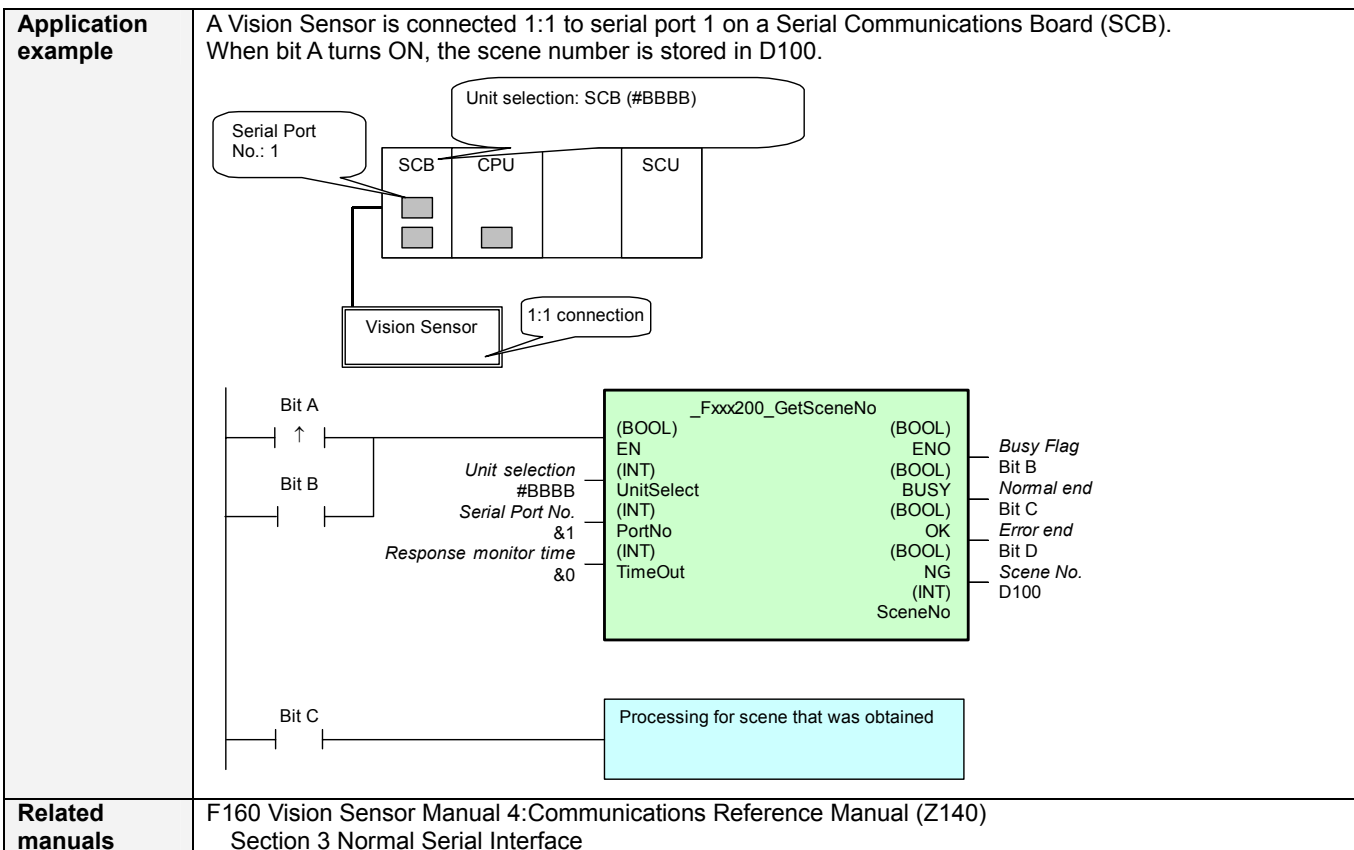 Application
example
A Vision Sensor is connected 1:1 to serial port 1 on a Serial Communications Board (SCB).
When bit A turns ON, the scene number is stored in D100.
Unit selection: SCB (#BBBB)
Serial Port
No.: 1
SCB
CPU
SCU
Vision Sensor
1:1 connection
Bit A
↑
Bit B
Unit selection
#BBBB
Serial Port No.
&1
Response monitor time
&0
_Fxxx200_GetSceneNo
(BOOL) (BOOL)
EN ENO
(INT) (BOOL)
UnitSelect BUSY
(INT) (BOOL)
PortNo OK
(INT) (BOOL)
TimeOut NG
(INT)
SceneNo
Busy Flag
Bit B
Normal end
Bit C
Error end
Bit D
Scene No.
D100
Bit C
Processing for scene that was obtained
Related
manuals
F160 Vision Sensor Manual 4:Communications Reference Manual (Z140)
Section 3 Normal Serial Interface